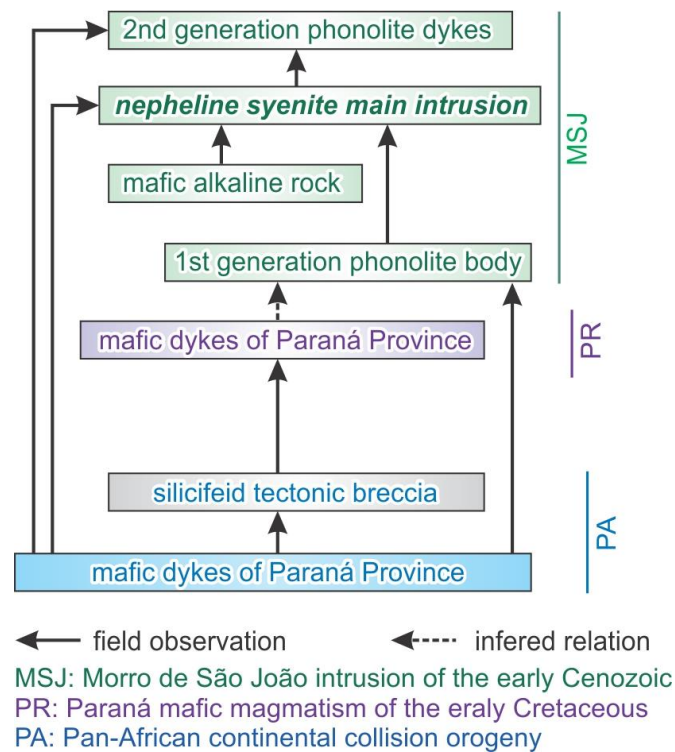 2nd generation phonolite dykes
nepheline syenite main intrusion
mafic alkaline rock
1st generation phonolite body
MSJ
mafic dykes of Paraná Province
PR
silicifeid tectonic breccia
PA
mafic dykes of Paraná Province
field observation
infered relation
MSJ: Morro de São João intrusion of the early Cenozoic
PR: Paraná mafic magmatism of the eraly Cretaceous
PA: Pan-African continental collision orogeny